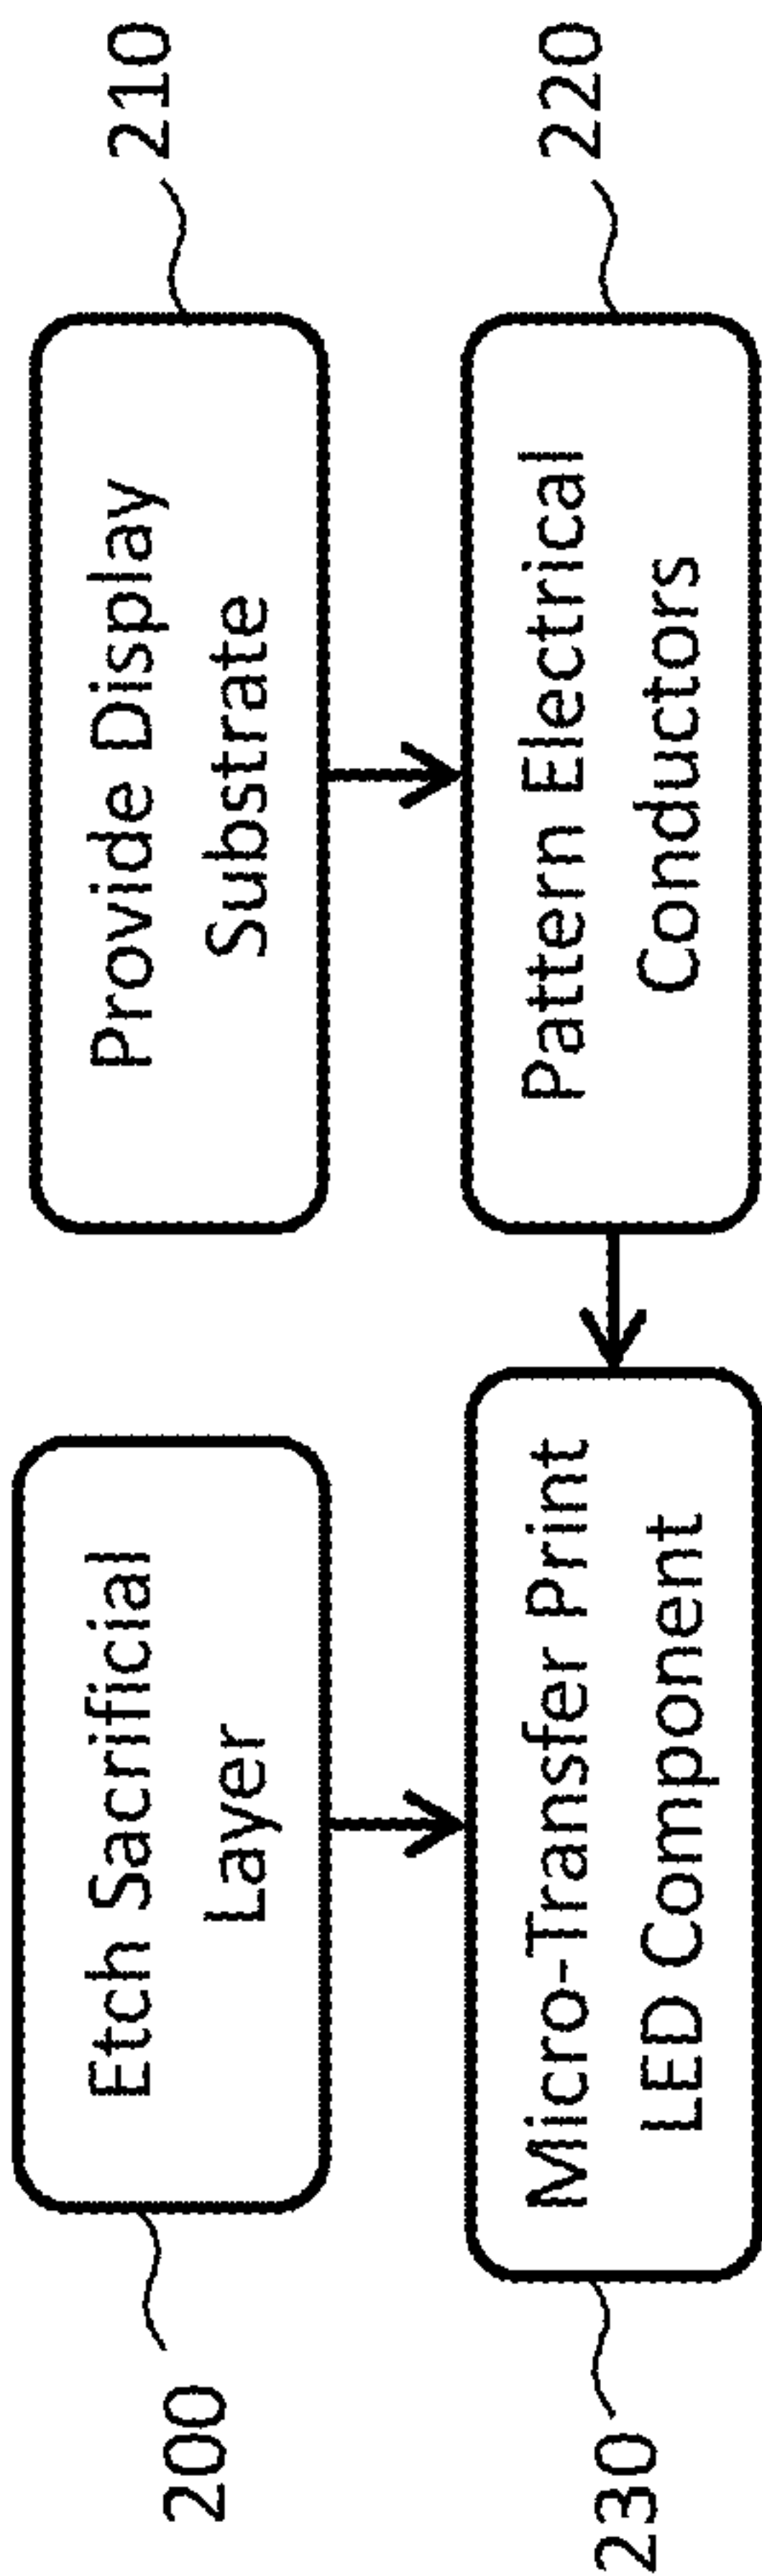 200
Etch Sacrificial
Layer
Provide Display
Substrate
210
230
Micro-Transfer Print
LED Component
Pattern Electrical
Conductors
220